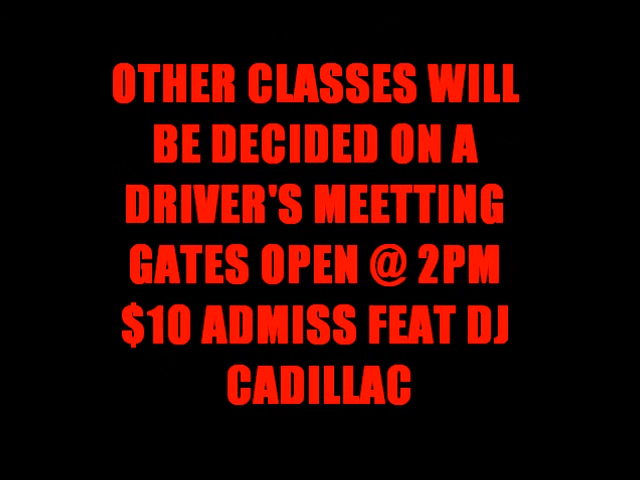 OTHER CLASSES WILL
BE DECIDED ON A
DRIVER'S MEETTING
GATES OPEN @ 2PM
$10 ADMISS FEAT DJ
CADILLAC